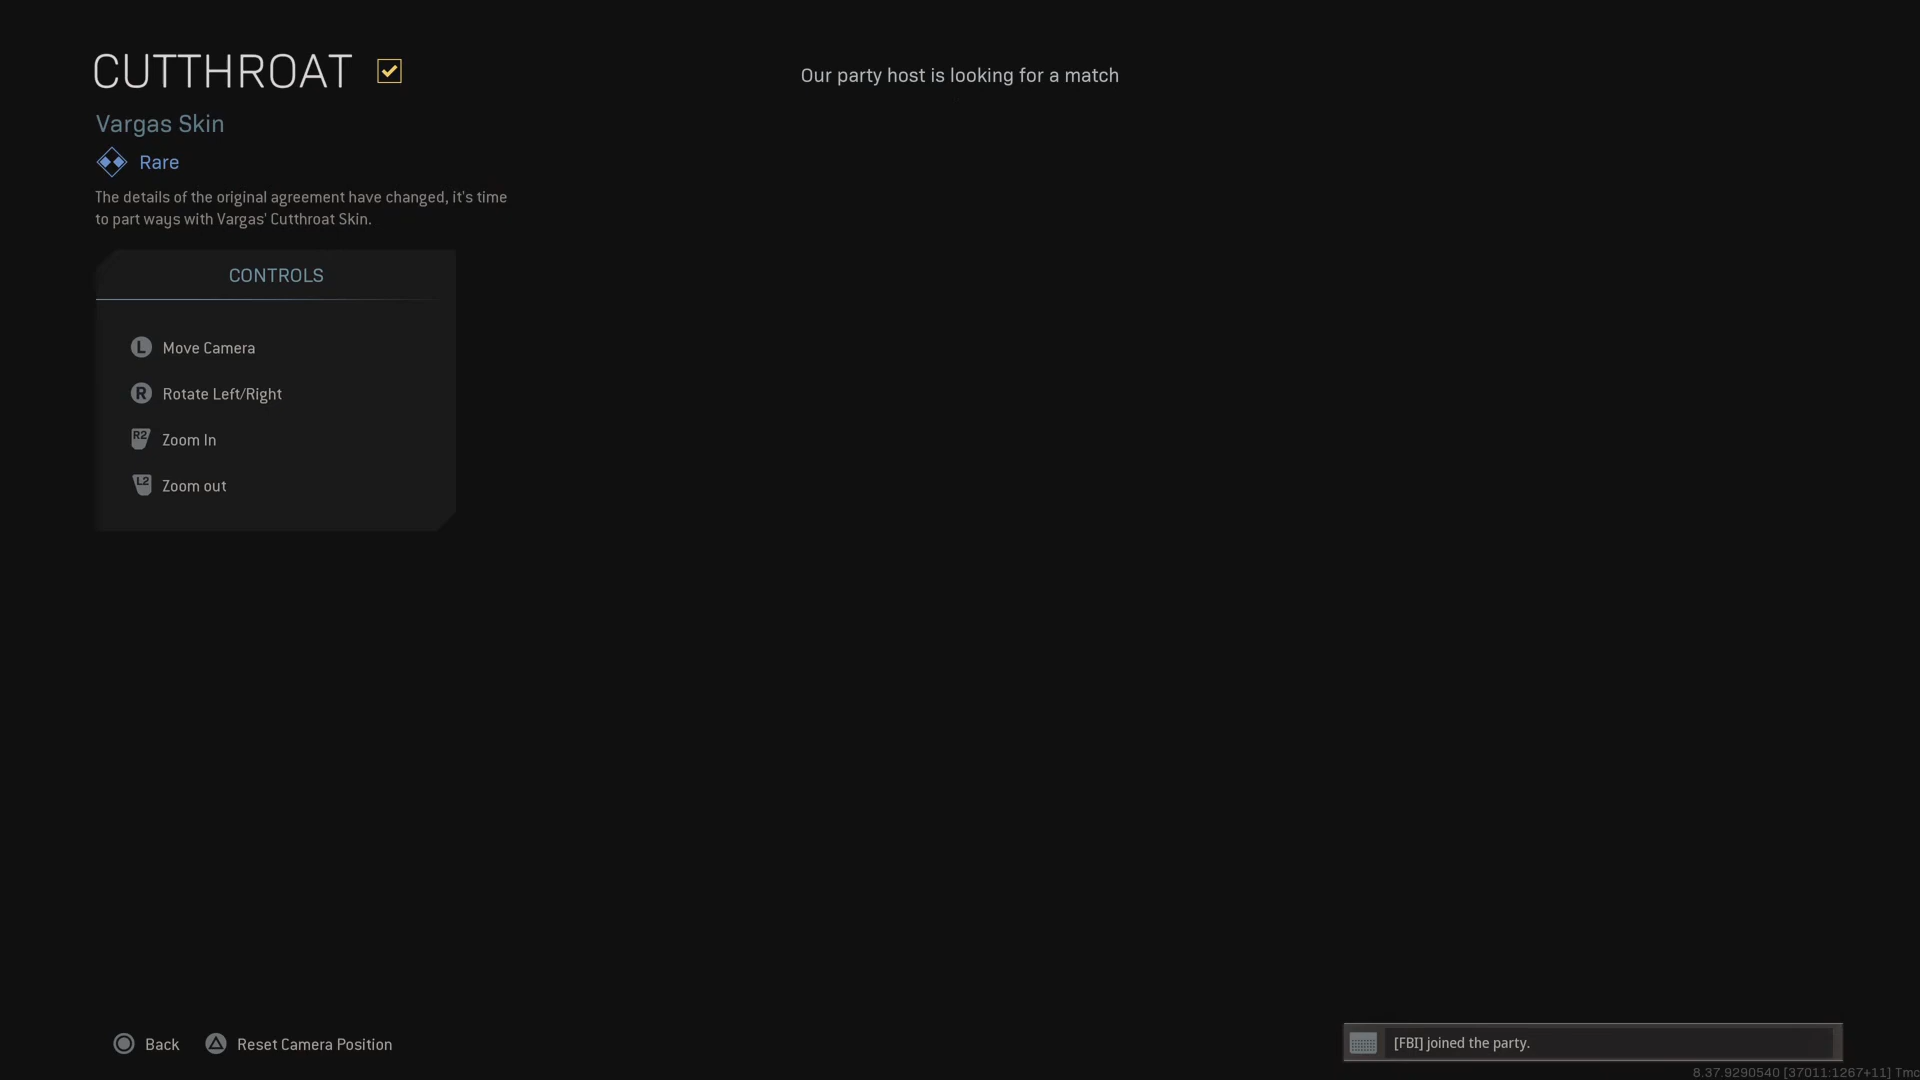 CUTTHROAT
Our party host is looking for a match
Vargas Skin
Rare
The details of the original agreement have changed, it's time
to part ways with Vargas' Cutthroat Skin.
CONTROLS
L Move Camera
R Rotate Left/Right
R2 Zoom In
L2 Zoom out
Back Reset Camera Position
[FBI] joined the party.
8.37.9290540 [37011:1267+11] Tmc